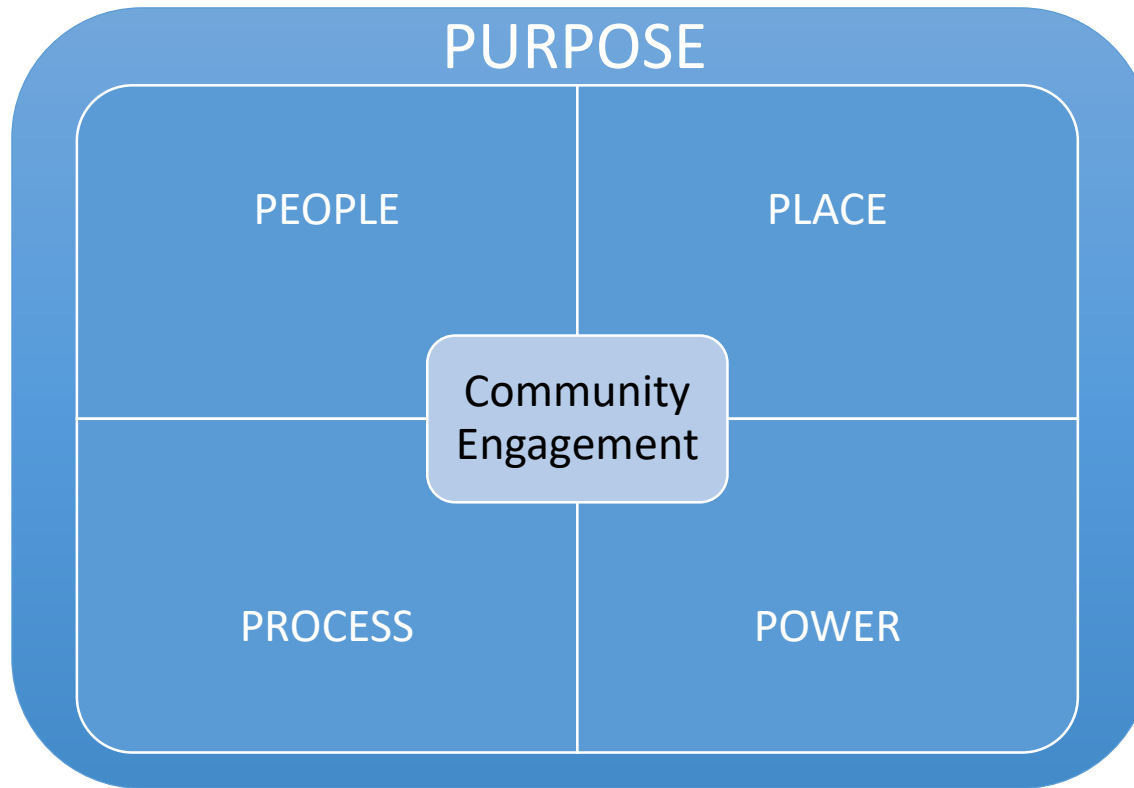 PURPOSE
PEOPLE
PLACE
Community
Engagement
PROCESS
POWER